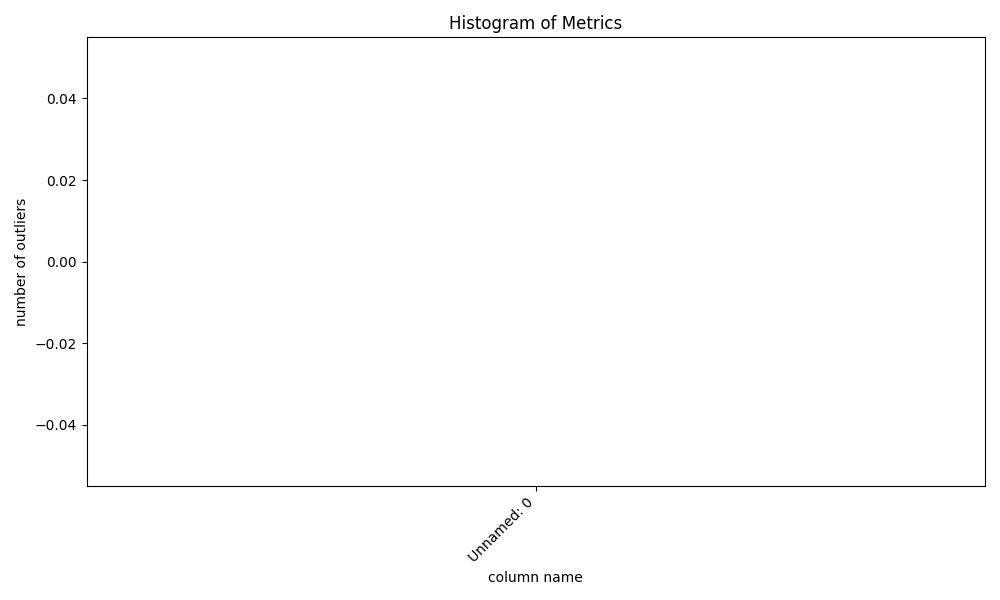 Histogram of Metrics
number of outliers
0.04
0.02
0.00
−0.02
−0.04
Unnamed: 0
column name